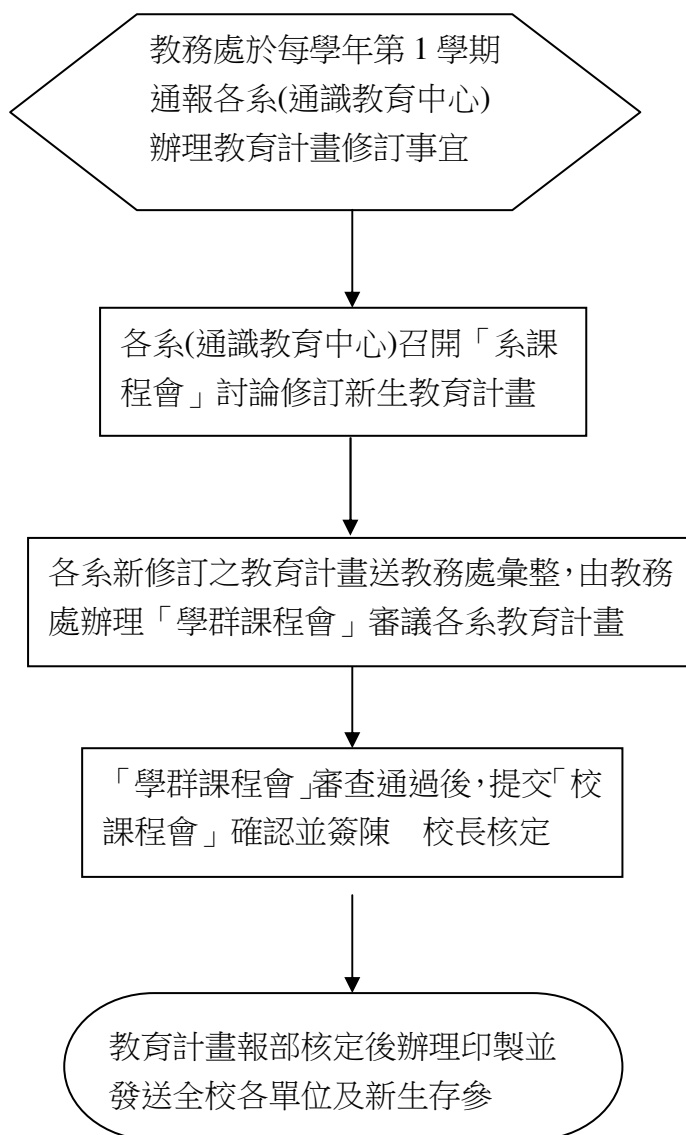 教務處於每學年第 1 學期
通報各系(通識教育中心)
辦理教育計畫修訂事宜
各系(通識教育中心)召開「系課
程會」討論修訂新生教育計畫
各系新修訂之教育計畫送教務處彙整，由教務
處辦理「學群課程會」審議各系教育計畫
「學群課程會」審查通過後，提交「校
課程會」確認並簽陳　校長核定
教育計畫報部核定後辦理印製並
發送全校各單位及新生存參